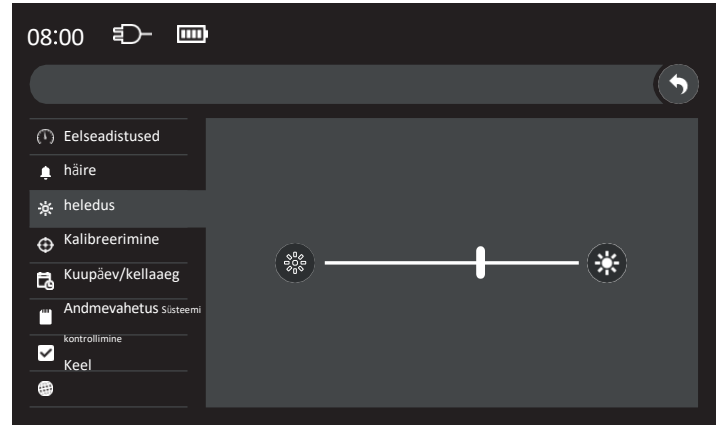 08:00
Eelseadistused
häire
heledus
Kalibreerimine
Kuupäev/kellaaeg
Andmevahetus Süsteemi
kontrollimine
Keel